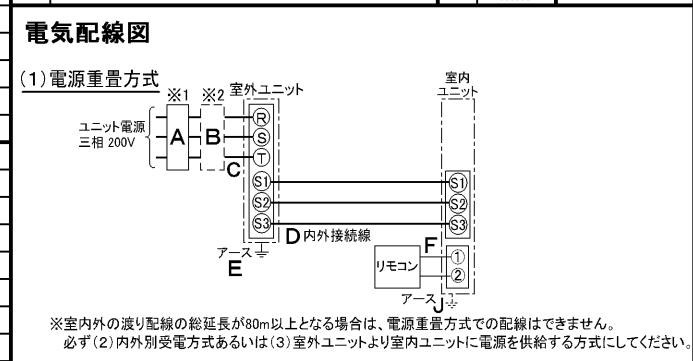 電気配線図
(1)電源重畳方式
※1 ※2 室外ユニット 室内
ユニット
ユニット電源
三相 200V
A B C
R
S
T
S1 S1
S2 S2
S3 S3
D 内外接続線
アース
E
F
リモコン
①
②
アース J
※室内外の渡り配線の総延長が80m以上となる場合は、電源重畳方式での配線はできません。
必ず(2)内外別受電方式あるいは(3)室外ユニットより室内ユニットに電源を供給する方式にしてください。